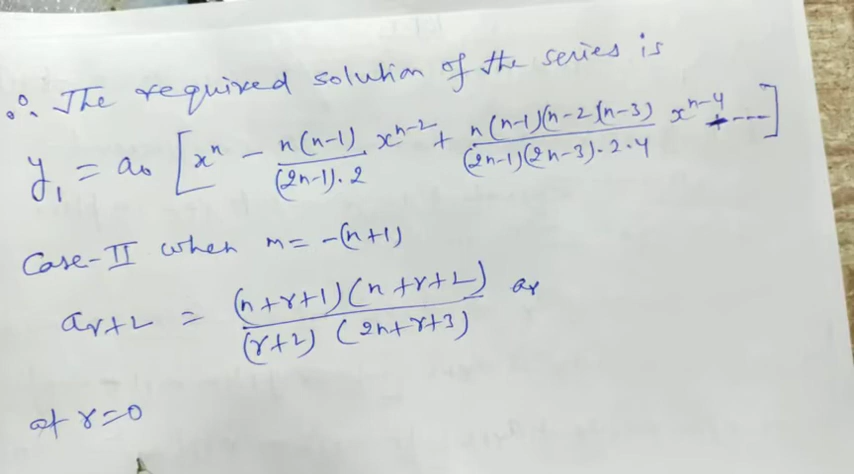 ∴ The required solution of the series is
y₁ = a₀ [xⁿ - n(n-1)/((2n-1)·2) xⁿ⁻² + n(n-1)(n-2)(n-3)/((2n-1)(2n-3)·2·4) xⁿ⁻⁴ + ----]
Case-II when m = -(n+1)
aᵣ₊₂ = (n+r+1)(n+r+2)/((r+2)(2n+r+3)) aᵣ
at r=0